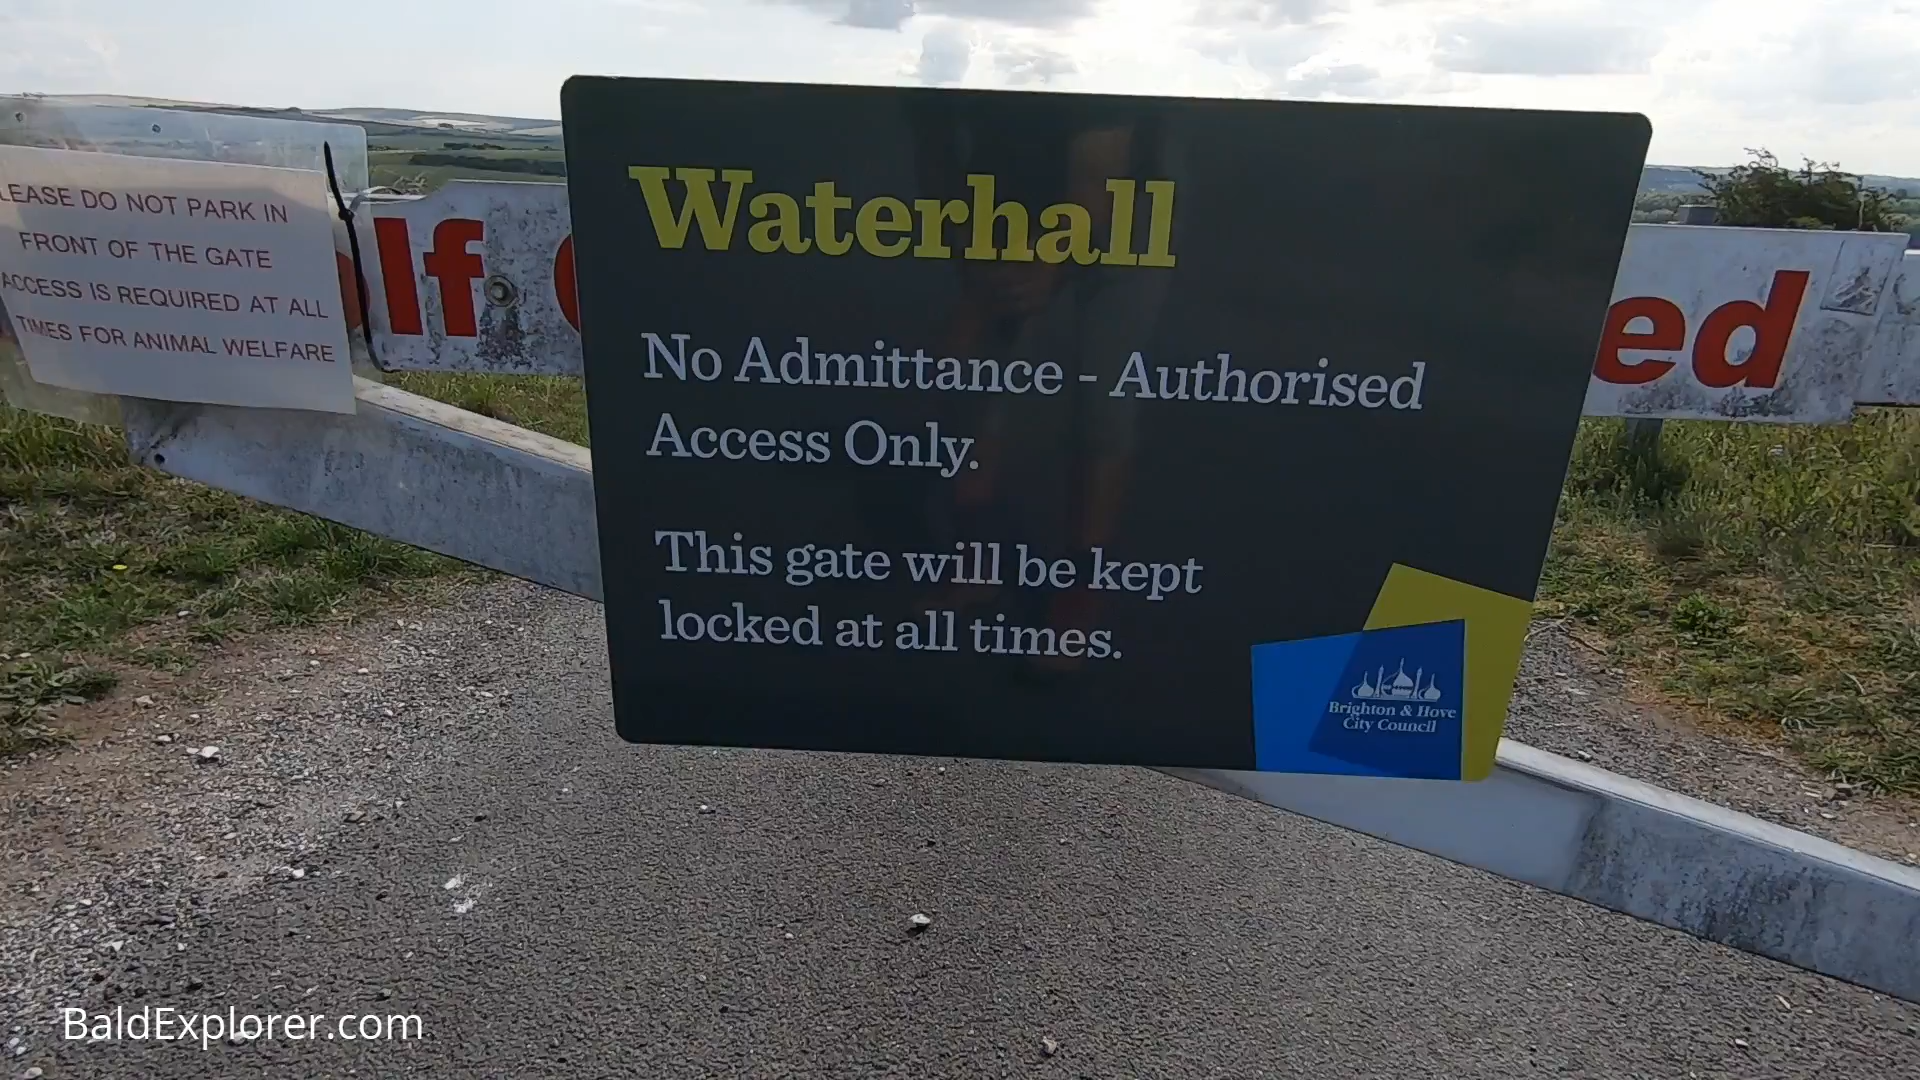 LEASE DO NOT PARK IN
FRONT OF THE GATE
ACCESS IS REQUIRED AT ALL
TIMES FOR ANIMAL WELFARE
lf
ed
Waterhall
No Admittance - Authorised
Access Only.
This gate will be kept
locked at all times.
Brighton & Hove
City Council
BaldExplorer.com